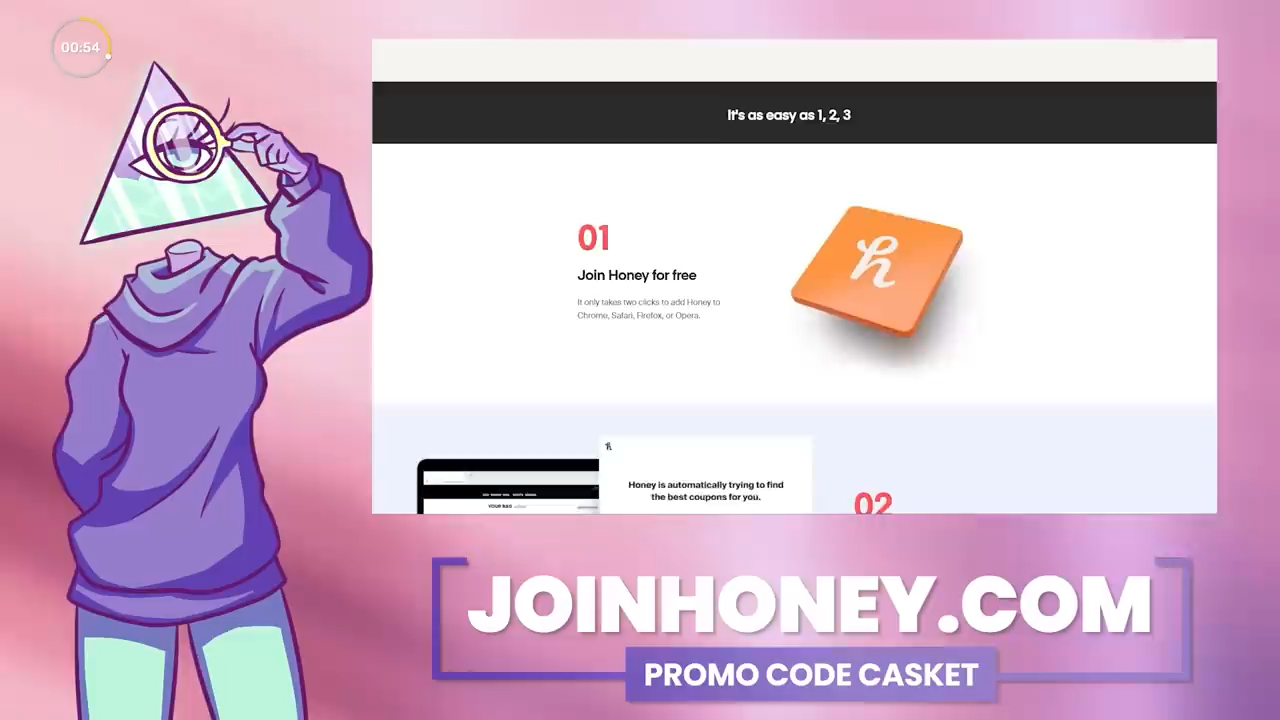 00:54
It's as easy as 1, 2, 3
01
Join Honey for free
It only takes two clicks to add Honey to
Chrome, Safari, Firefox, or Opera.
h
h
Honey is automatically trying to find
the best coupons for you.
YOUR BAG
02
JOINHONEY.COM
PROMO CODE CASKET